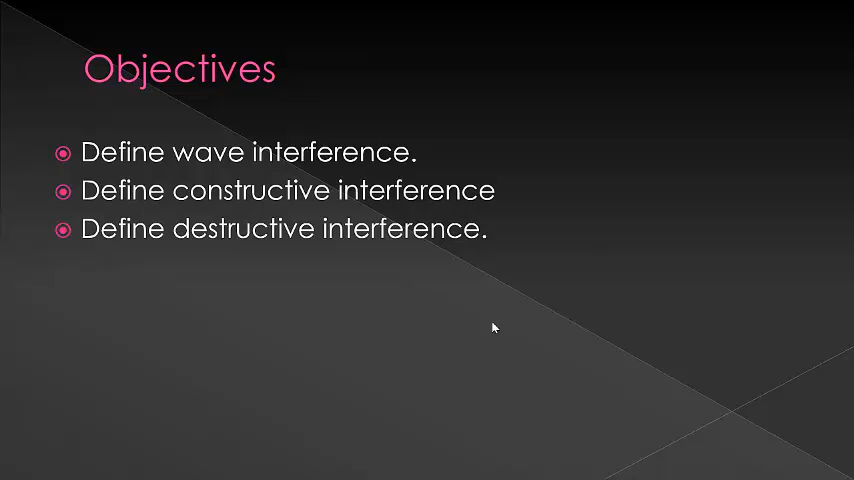 Objectives
Define wave interference.
Define constructive interference
Define destructive interference.